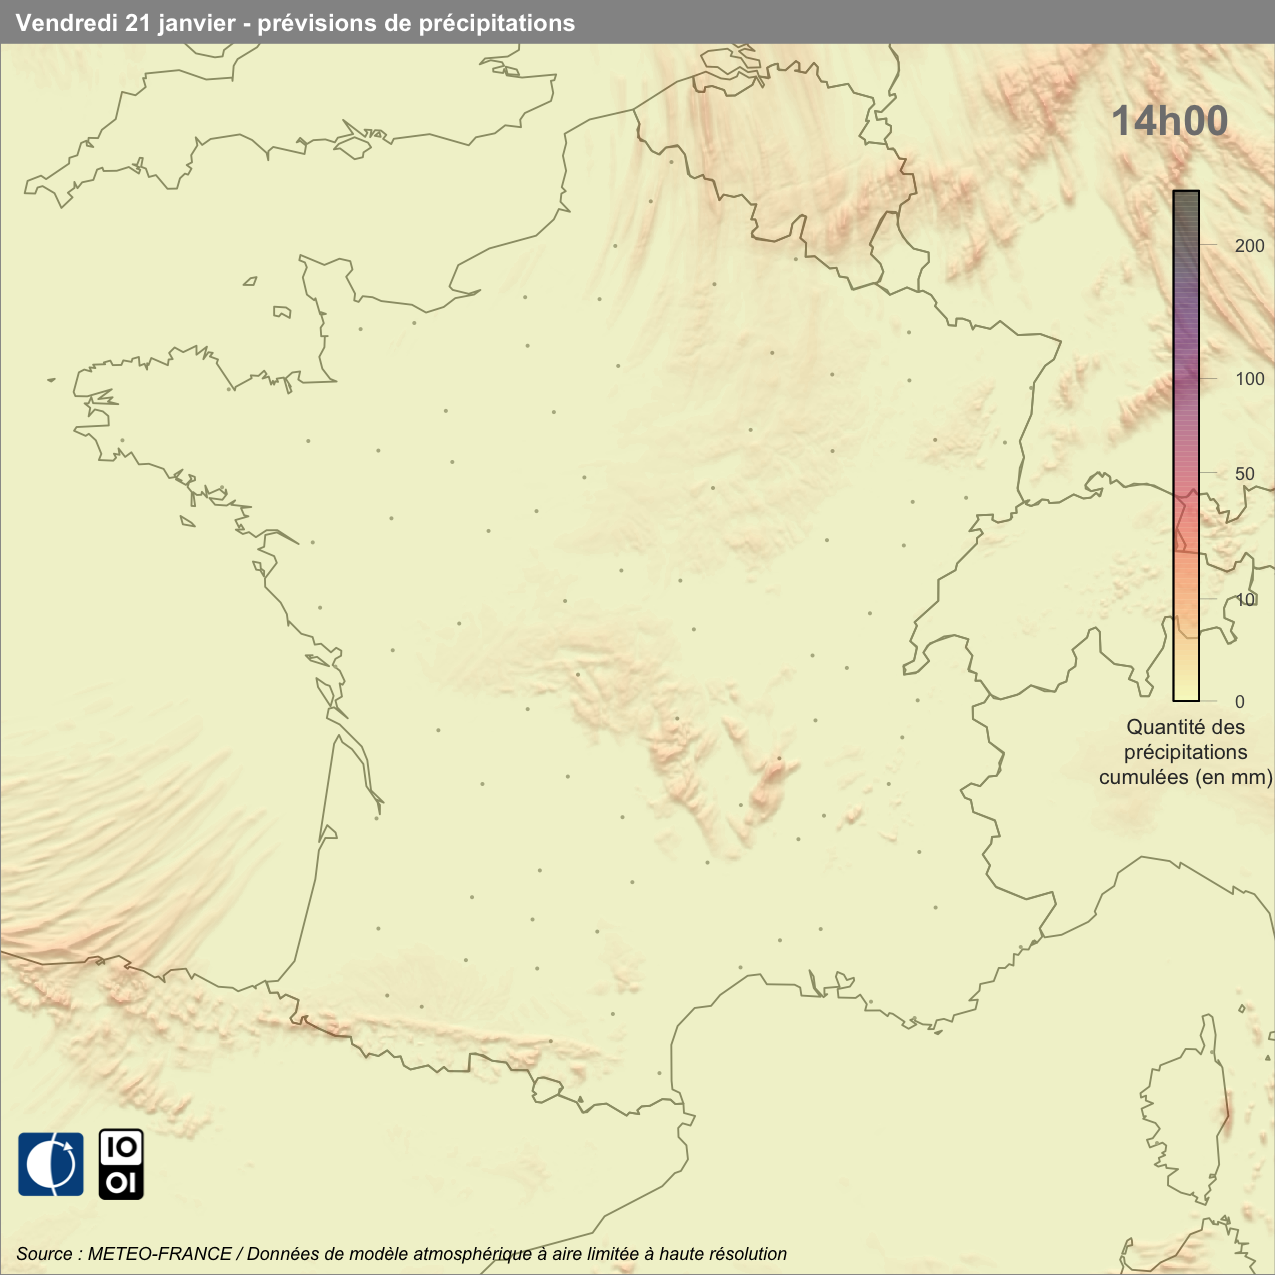 Vendredi 21 janvier - prévisions de précipitations
14h00
200
100
50
10
0
Quantité des
précipitations
cumulées (en mm)
IO
OI
Source : METEO-FRANCE / Données de modèle atmosphérique à aire limitée à haute résolution